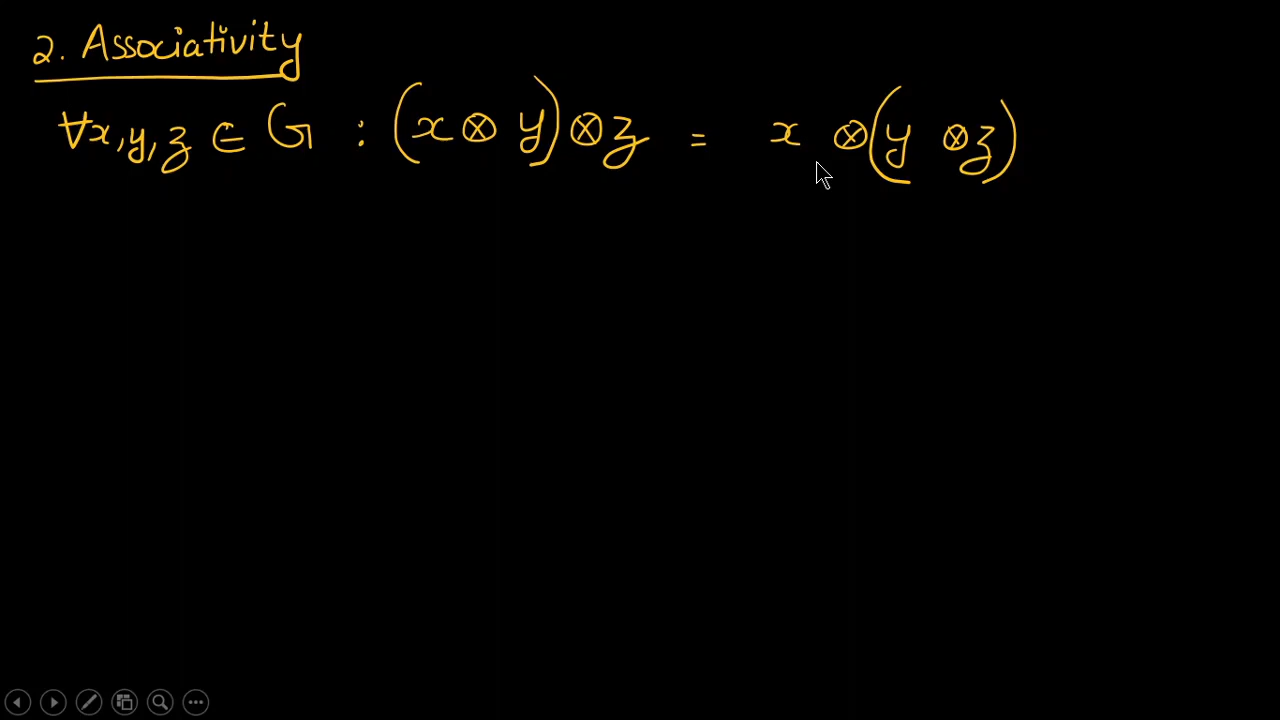 2. Associativity
∀x,y,z ∈ G : (x ⊗ y) ⊗ z = x ⊗ (y ⊗ z)